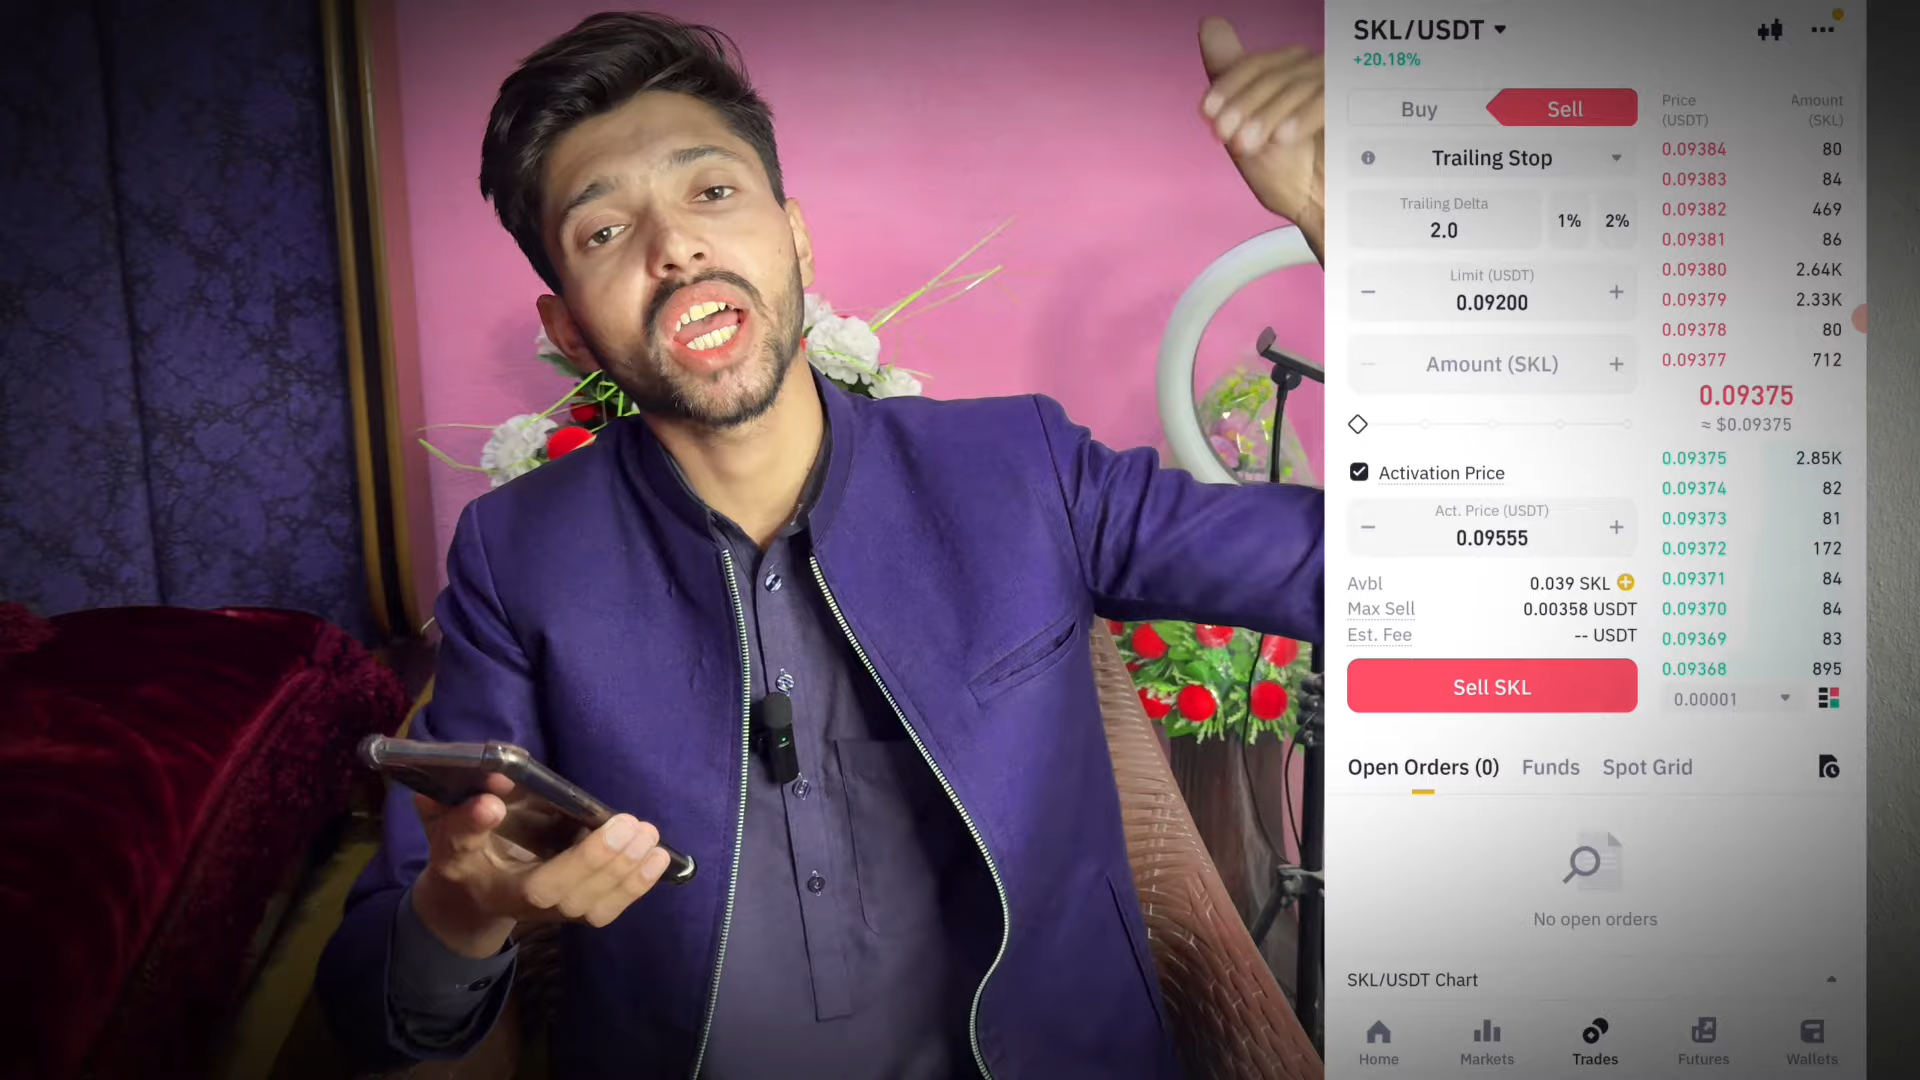 SKL/USDT
+20.18%
Buy
Sell
Trailing Stop
Trailing Delta
2.0
1%
2%
Limit (USDT)
0.09200
Amount (SKL)
Activation Price
Act. Price (USDT)
0.09555
Avbl 0.039 SKL
Max Sell 0.00358 USDT
Est. Fee -- USDT
Sell SKL
Price Amount
(USDT) (SKL)
0.09384 80
0.09383 84
0.09382 469
0.09381 86
0.09380 2.64K
0.09379 2.33K
0.09378 80
0.09377 712
0.09375
≈ $0.09375
0.09375 2.85K
0.09374 82
0.09373 81
0.09372 172
0.09371 84
0.09370 84
0.09369 83
0.09368 895
0.00001
Open Orders (0) Funds Spot Grid
No open orders
SKL/USDT Chart
Home Markets Trades Futures Wallets